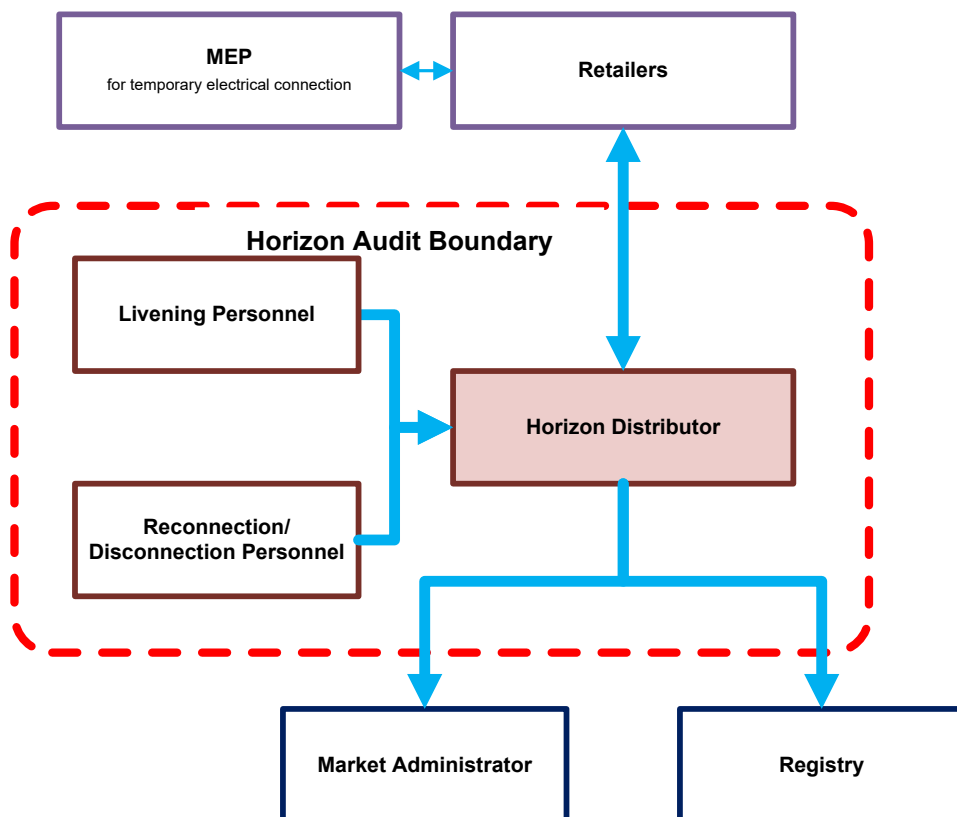 MEP
for temporary electrical connection
Retailers
Horizon Audit Boundary
Livening Personnel
Horizon Distributor
Reconnection/
Disconnection Personnel
Market Administrator
Registry